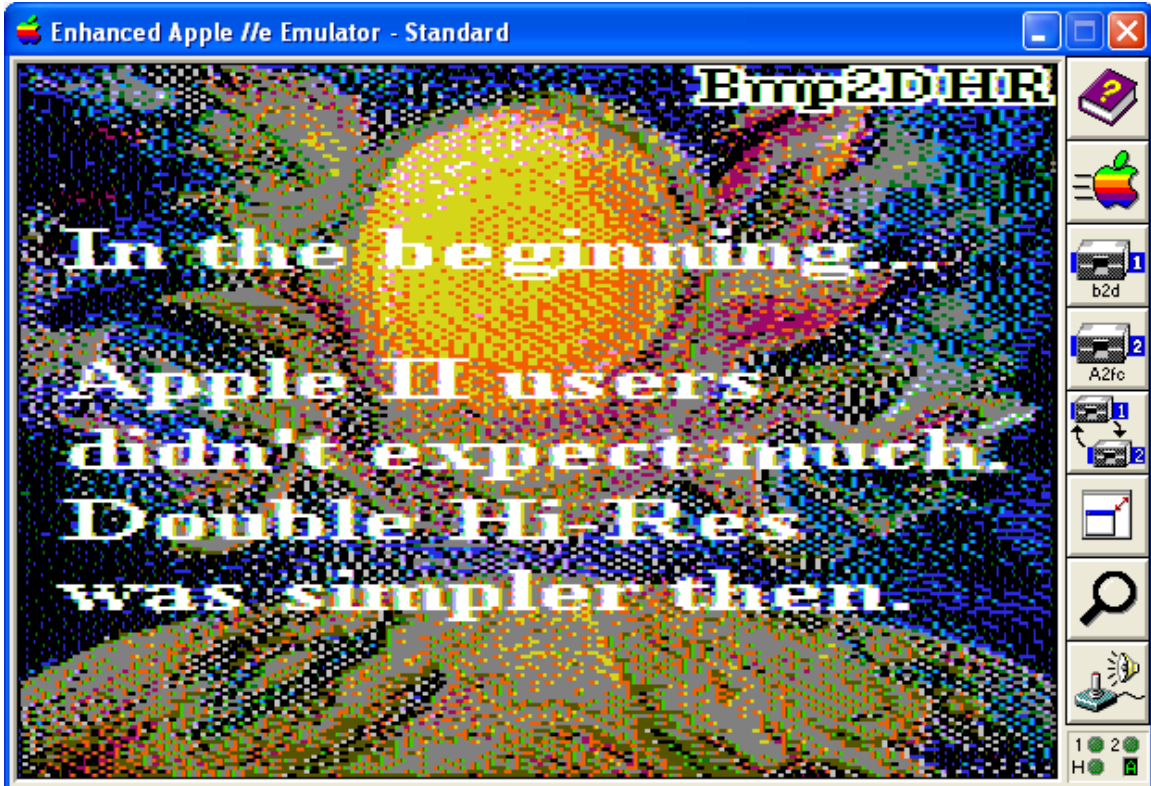 Enhanced Apple //e Emulator - Standard
Bmp2DHR
In the beginning...
Apple II users
didn't expect much.
Double Hi-Res
was simpler then.
?
1
b2d
2
A2fc
1
2
1 2
H A